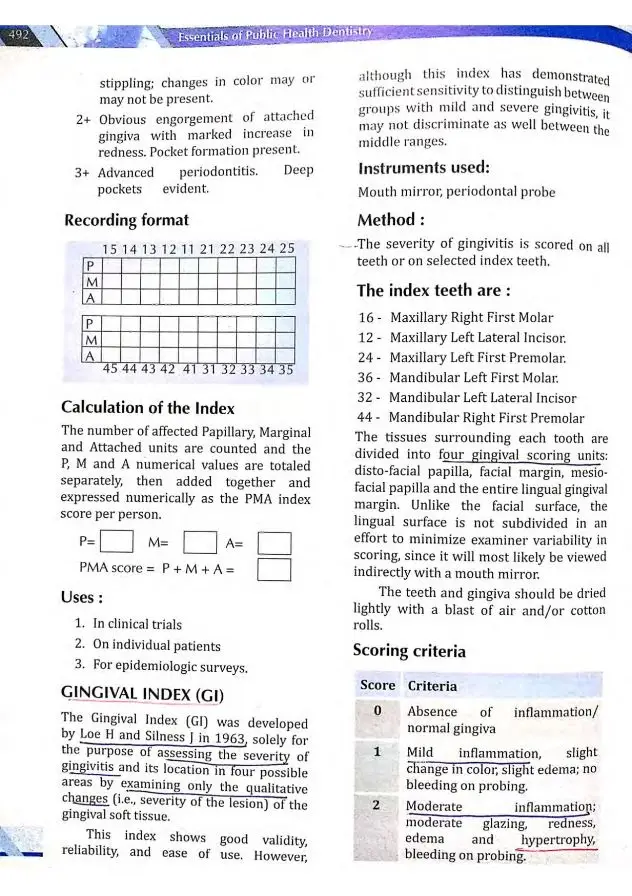 492
Essentials of Public Health Dentistry
stippling; changes in color may or
may not be present.
2+ Obvious engorgement of attached
gingiva with marked increase in
redness. Pocket formation present.
3+ Advanced periodontitis. Deep
pockets evident.
Recording format
15 14 13 12 11 21 22 23 24 25
P
M
A
P
M
A
45 44 43 42 41 31 32 33 34 35
Calculation of the Index
The number of affected Papillary, Marginal
and Attached units are counted and the
P, M and A numerical values are totaled
separately, then added together and
expressed numerically as the PMA index
score per person.
P= M= A=
PMA score = P + M + A =
Uses :
1. In clinical trials
2. On individual patients
3. For epidemiologic surveys.
GINGIVAL INDEX (GI)
The Gingival Index (GI) was developed
by Loe H and Silness J in 1963, solely for
the purpose of assessing the severity of
gingivitis and its location in four possible
areas by examining only the qualitative
changes (i.e., severity of the lesion) of the
gingival soft tissue.
This index shows good validity,
reliability, and ease of use. However,
although this index has demonstrated
sufficient sensitivity to distinguish between
groups with mild and severe gingivitis, it
may not discriminate as well between the
middle ranges.
Instruments used:
Mouth mirror, periodontal probe
Method :
The severity of gingivitis is scored on all
teeth or on selected index teeth.
The index teeth are :
16 - Maxillary Right First Molar
12 - Maxillary Left Lateral Incisor.
24 - Maxillary Left First Premolar.
36 - Mandibular Left First Molar.
32 - Mandibular Left Lateral Incisor
44 - Mandibular Right First Premolar
The tissues surrounding each tooth are
divided into four gingival scoring units:
disto-facial papilla, facial margin, mesio-
facial papilla and the entire lingual gingival
margin. Unlike the facial surface, the
lingual surface is not subdivided in an
effort to minimize examiner variability in
scoring, since it will most likely be viewed
indirectly with a mouth mirror.
The teeth and gingiva should be dried
lightly with a blast of air and/or cotton
rolls.
Scoring criteria
Score Criteria
0 Absence of inflammation/
normal gingiva
1 Mild inflammation, slight
change in color, slight edema; no
bleeding on probing.
2 Moderate inflammation;
moderate glazing, redness,
edema and hypertrophy,
bleeding on probing.